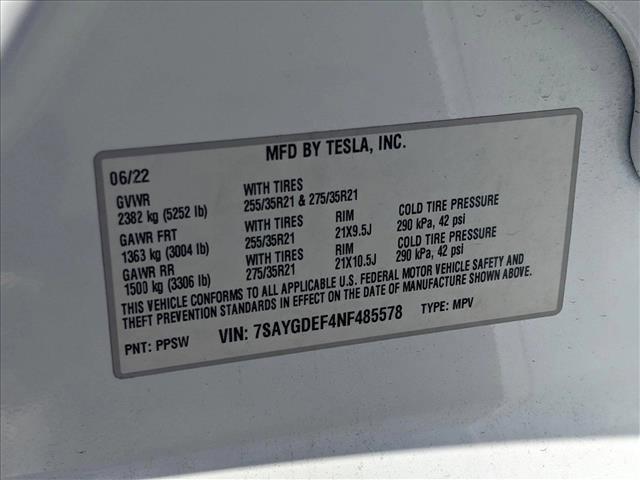 MFD BY TESLA, INC.
06/22
GVWR WITH TIRES
2382 kg (5252 lb) 255/35R21 & 275/35R21
GAWR FRT WITH TIRES RIM COLD TIRE PRESSURE
1363 kg (3004 lb) 255/35R21 21X9.5J 290 kPa, 42 psi
GAWR RR WITH TIRES RIM COLD TIRE PRESSURE
1500 kg (3306 lb) 275/35R21 21X10.5J 290 kPa, 42 psi
THIS VEHICLE CONFORMS TO ALL APPLICABLE U.S. FEDERAL MOTOR VEHICLE SAFETY AND
THEFT PREVENTION STANDARDS IN EFFECT ON THE DATE OF MANUFACTURE SHOWN ABOVE.
PNT: PPSW VIN: 7SAYGDEF4NF485578 TYPE: MPV